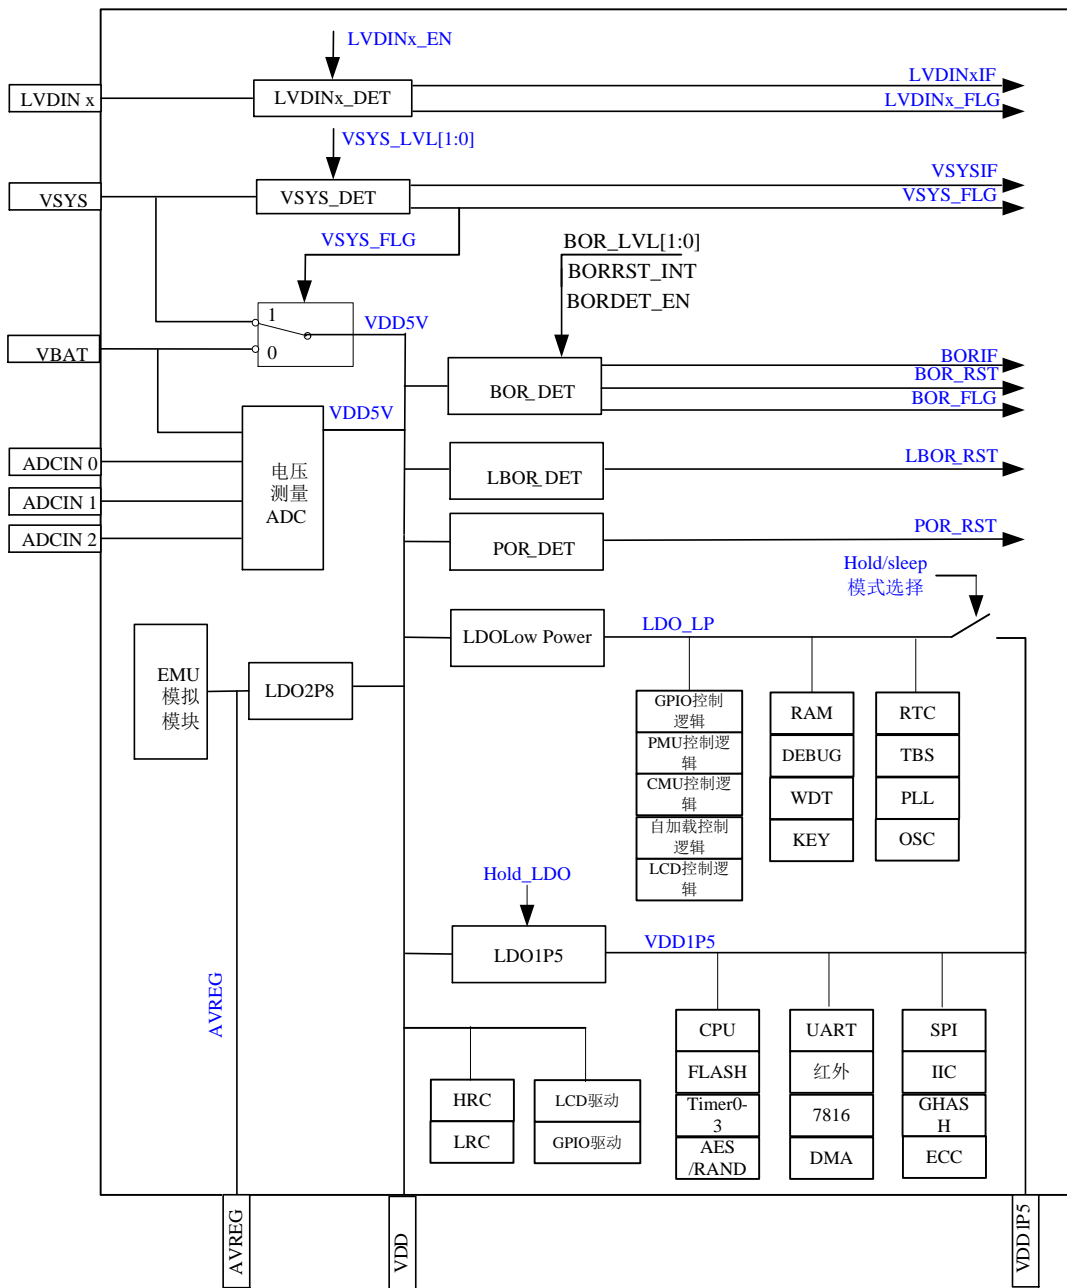 LVDINx_EN
LVDINxIF
LVDIN x
LVDINx_DET
LVDINx_FLG
VSYS_LVL[1:0]
VSYSIF
VSYS
VSYS_DET
VSYS_FLG
VSYS_FLG
BOR_LVL[1:0]
BORRST_INT
BORDET_EN
1
VDD5V
VBAT
0
BORIF
BOR_DET
BOR_RST
BOR_FLG
VDD5V
ADCIN 0
ADCIN 1
ADCIN 2
电压
测量
ADC
LBOR_DET
LBOR_RST
POR_DET
POR_RST
Hold/sleep
模式选择
LDOLow Power
LDO_LP
EMU
模拟
模块
LDO2P8
GPIO控制
逻辑
PMU控制逻
辑
CMU控制逻
辑
自加载控制
逻辑
LCD控制逻
辑
RAM
DEBUG
WDT
KEY
RTC
TBS
PLL
OSC
Hold_LDO
LDO1P5
VDD1P5
AVREG
CPU
FLASH
Timer0-
3
AES
/RAND
UART
红外
7816
DMA
SPI
IIC
GHAS
H
ECC
HRC
LRC
LCD驱动
GPIO驱动
AVREG
VDD
VDD1P5